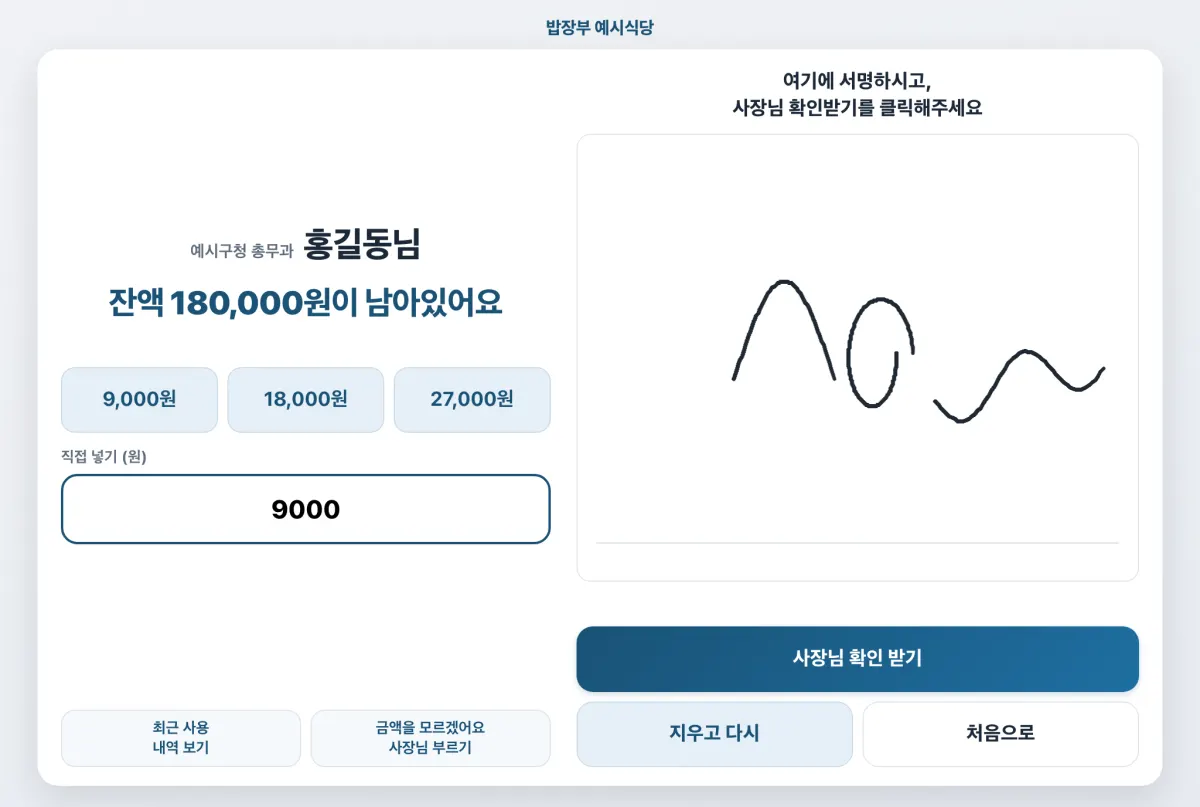 밥장부 예시식당
예시구청 총무과 홍길동님
잔액 180,000원이 남아있어요
9,000원 18,000원 27,000원
직접 넣기 (원)
9000
최근 사용
내역 보기
금액을 모르겠어요
사장님 부르기
여기에 서명하시고,
사장님 확인받기를 클릭해주세요
사장님 확인 받기
지우고 다시
처음으로